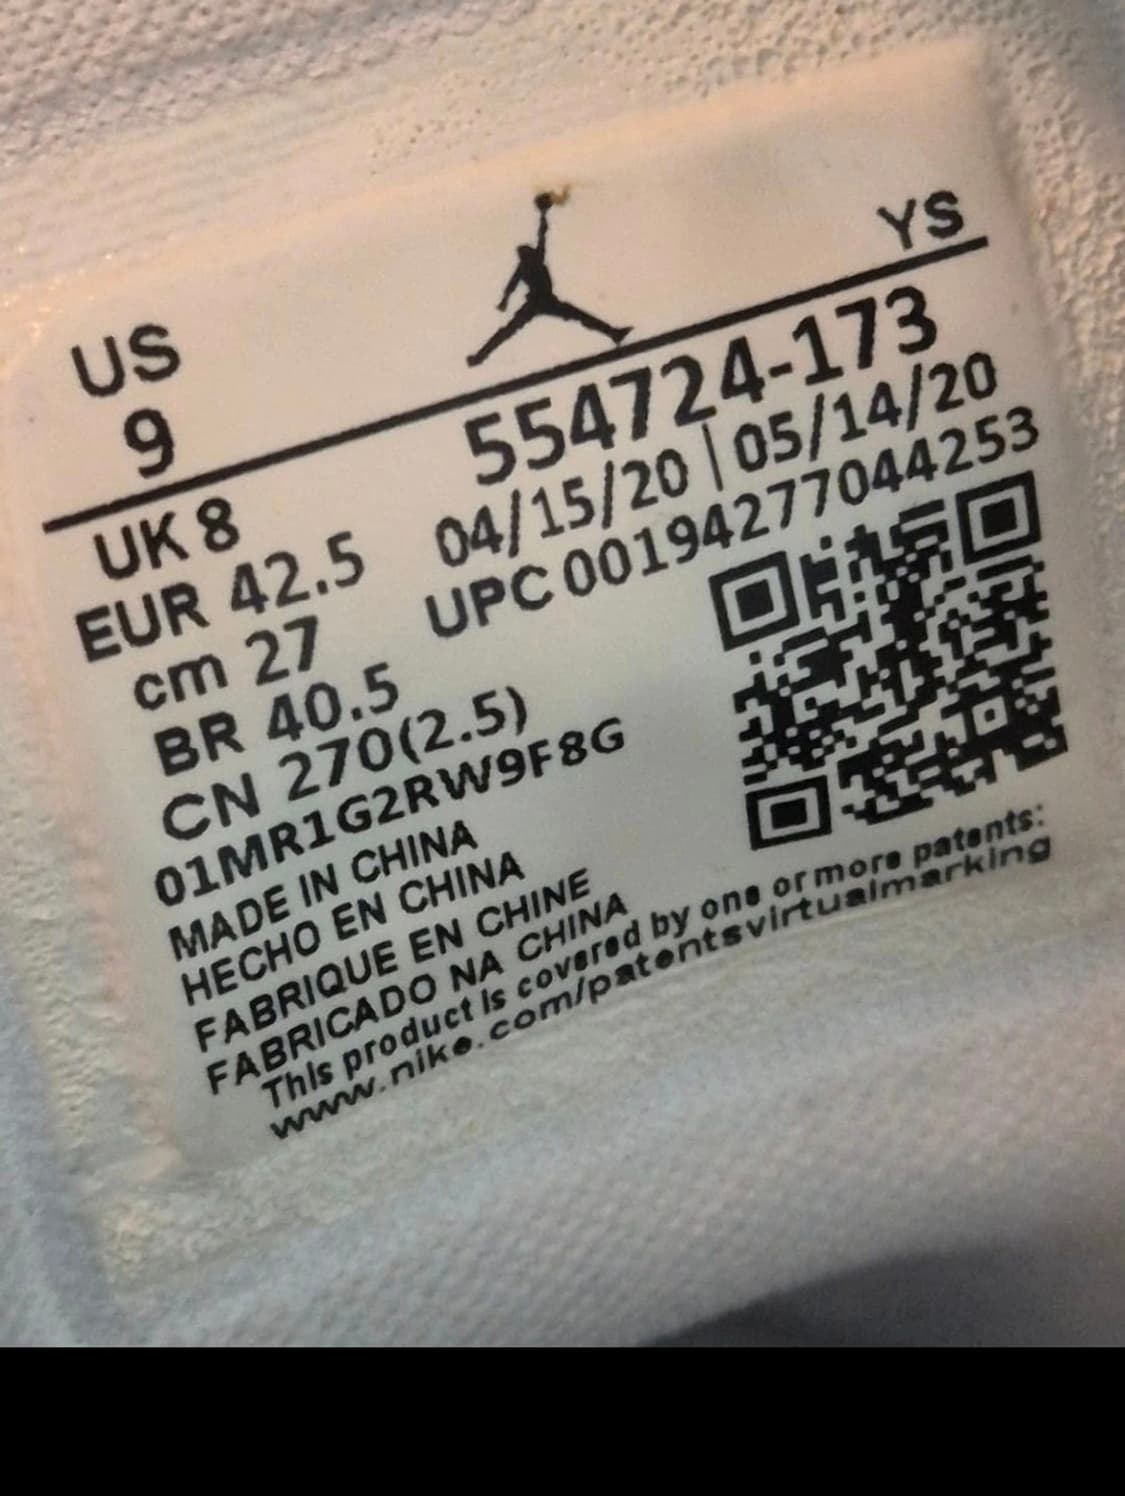 US YS
9
UK 8 554724-173
EUR 42.5 04/15/20 | 05/14/20
cm 27 UPC 00194277044253
BR 40.5
CN 270(2.5)
01MR1G2RW9F8G
MADE IN CHINA
HECHO EN CHINA
FABRIQUE EN CHINE
FABRICADO NA CHINA
This product is covered by one or more patents:
www.nike.com/patentsvirtualmarking